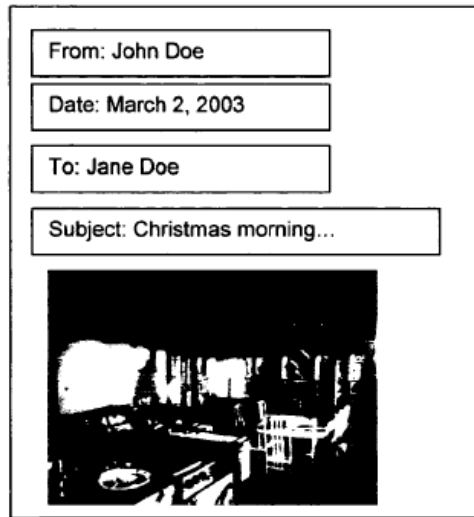 From: John Doe
Date: March 2, 2003
To: Jane Doe
Subject: Christmas morning...